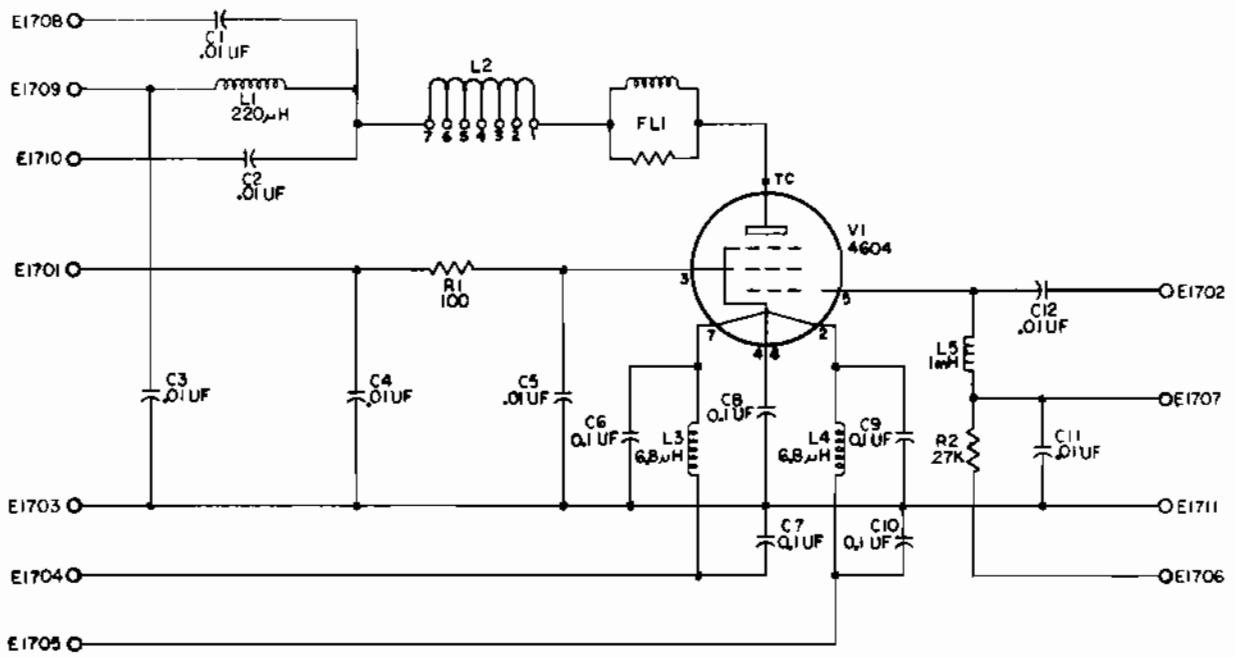 E1708
C1
.01UF
E1709
L1
220µH
L2
7 6 5 4 3 2 1
FL1
E1710
C2
.01UF
TC
V1
4604
E1701
R1
100
3
5
C12
.01UF
E1702
7
4
2
L5
1mH
C3
.01UF
C4
.01UF
C5
.01UF
C6
0.1UF
L3
6.8µH
C8
0.1UF
L4
6.8µH
C9
0.1UF
E1707
R2
27K
C11
.01UF
E1703
E1711
C7
0.1UF
C10
0.1UF
E1704
E1706
E1705